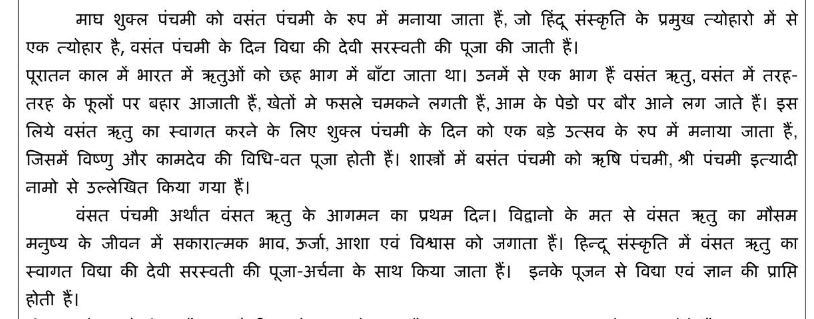 माघ शुक्ल पंचमी को वसंत पंचमी के रुप में मनाया जाता हैं, जो हिंदू संस्कृति के प्रमुख त्योहारो में से
एक त्योहार है, वसंत पंचमी के दिन विद्या की देवी सरस्वती की पूजा की जाती हैं।
पूरातन काल में भारत में ऋतुओं को छह भाग में बाँटा जाता था। उनमें से एक भाग हैं वसंत ऋतु, वसंत में तरह-
तरह के फूलों पर बहार आजाती हैं, खेतों मे फसले चमकने लगती हैं, आम के पेडो पर बौर आने लग जाते हैं। इस
लिये वसंत ऋतु का स्वागत करने के लिए शुक्ल पंचमी के दिन को एक बड़े उत्सव के रुप में मनाया जाता हैं,
जिसमें विष्णु और कामदेव की विधि-वत पूजा होती हैं। शास्त्रों में बसंत पंचमी को ऋषि पंचमी, श्री पंचमी इत्यादी
नामो से उल्लेखित किया गया हैं।
वंसत पंचमी अर्थांत वंसत ऋतु के आगमन का प्रथम दिन। विद्वानो के मत से वंसत ऋतु का मौसम
मनुष्य के जीवन में सकारात्मक भाव, ऊर्जा, आशा एवं विश्वास को जगाता हैं। हिन्दू संस्कृति में वंसत ऋतु का
स्वागत विद्या की देवी सरस्वती की पूजा-अर्चना के साथ किया जाता हैं। इनके पूजन से विद्या एवं ज्ञान की प्राप्ति
होती हैं।